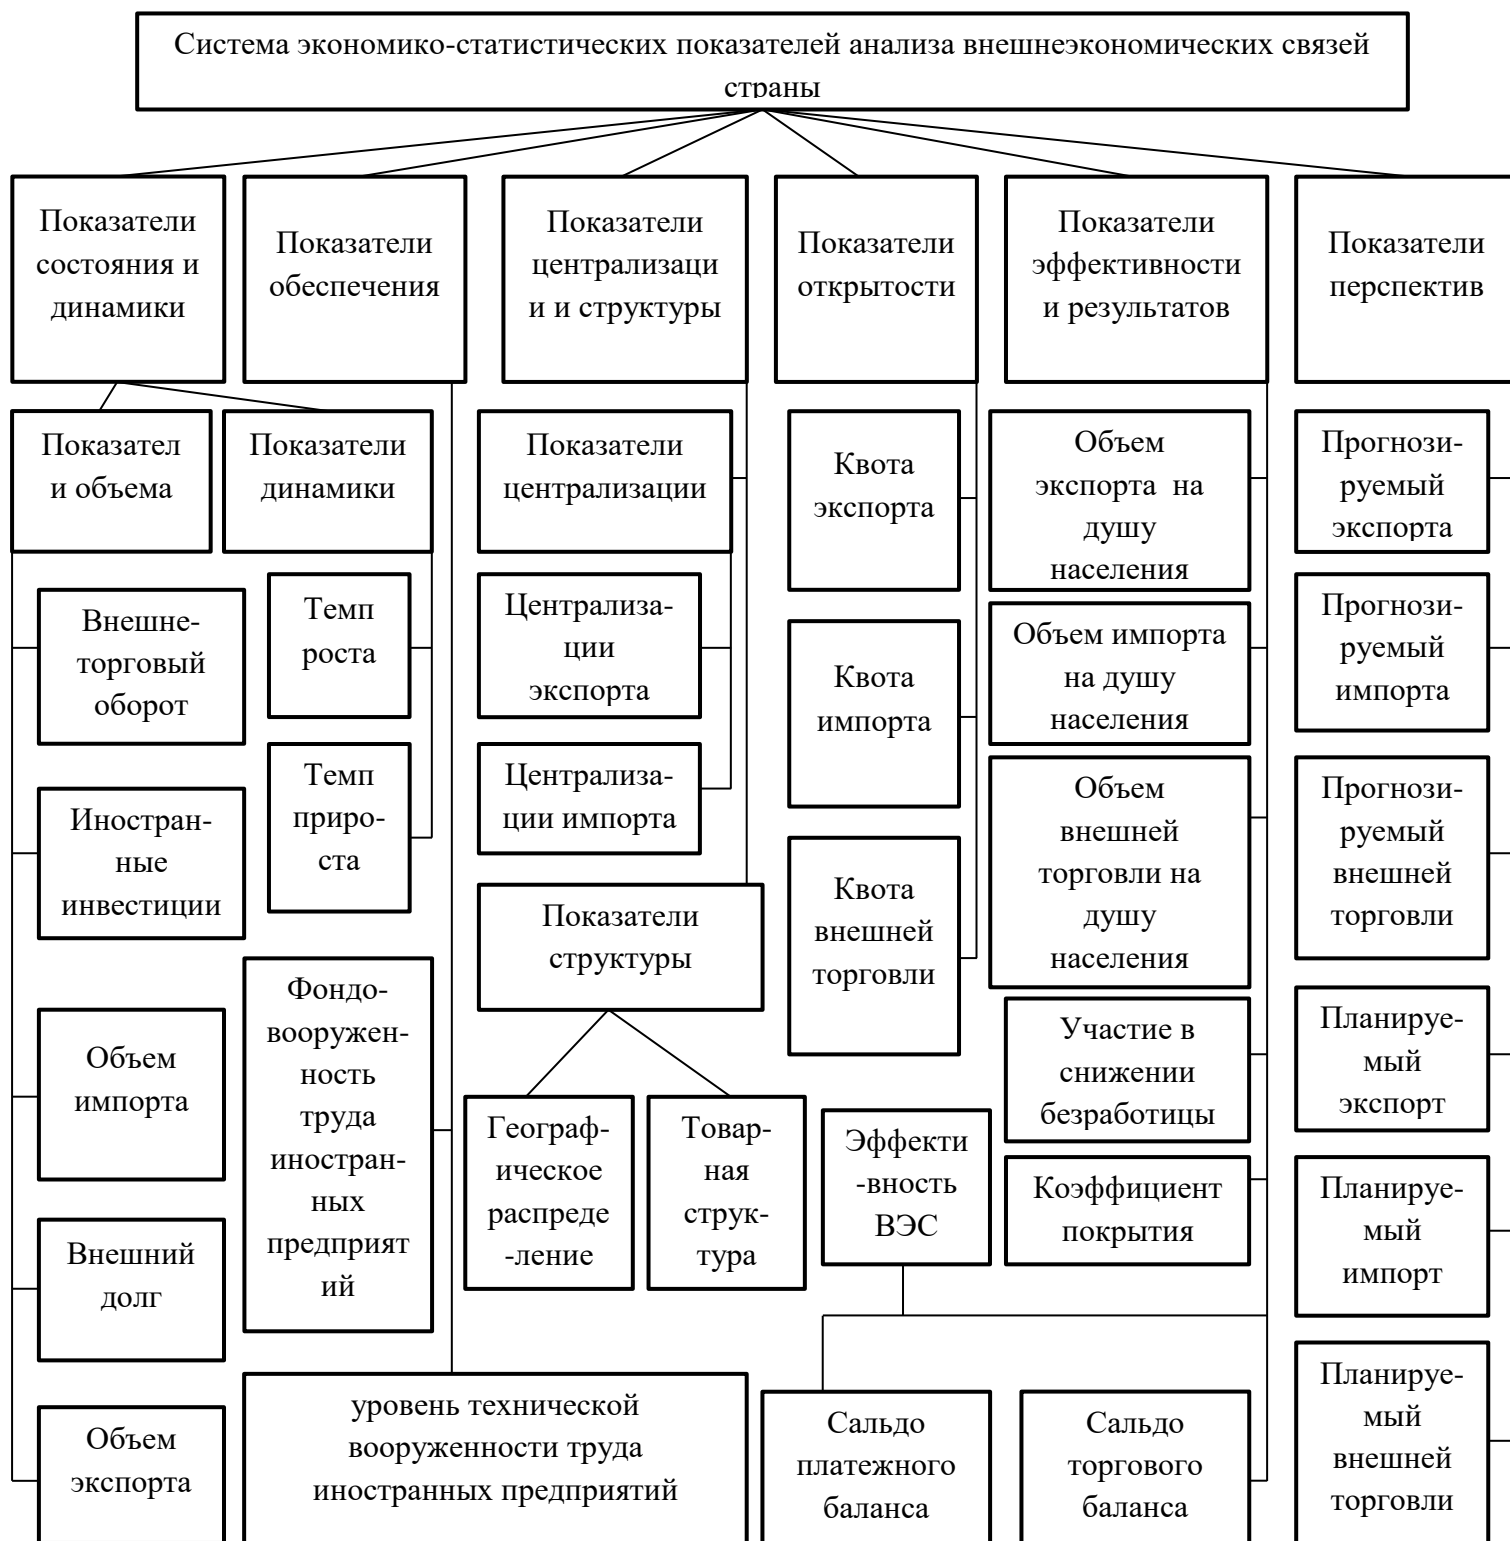 Система экономико-статистических показателей анализа внешнеэкономических связей
страны
Показатели
состояния и
динамики
Показатели
обеспечения
Показатели
централизаци
и и структуры
Показатели
открытости
Показатели
эффективности
и результатов
Показатели
перспектив
Показател
и объема
Показатели
динамики
Показатели
централизации
Квота
экспорта
Объем
экспорта на
душу
населения
Прогнози-
руемый
экспорта
Внешне-
торговый
оборот
Темп
роста
Централиза-
ции
экспорта
Квота
импорта
Объем импорта
на душу
населения
Прогнози-
руемый
импорта
Иностран-
ные
инвестиции
Темп
приро-
ста
Централиза-
ции импорта
Квота
внешней
торговли
Объем
внешней
торговли на
душу
населения
Прогнози-
руемый
внешней
торговли
Показатели
структуры
Объем
импорта
Фондо-
вооружен-
ность
труда
иностран-
ных
предприят
ий
Географ-
ическое
распреде
-ление
Товар-
ная
струк-
тура
Эффекти
-вность
ВЭС
Участие в
снижении
безработицы
Планируе-
мый
экспорт
Коэффициент
покрытия
Планируе-
мый
импорт
Внешний
долг
Объем
экспорта
уровень технической
вооруженности труда
иностранных предприятий
Сальдо
платежного
баланса
Сальдо
торгового
баланса
Планируе-
мый
внешней
торговли